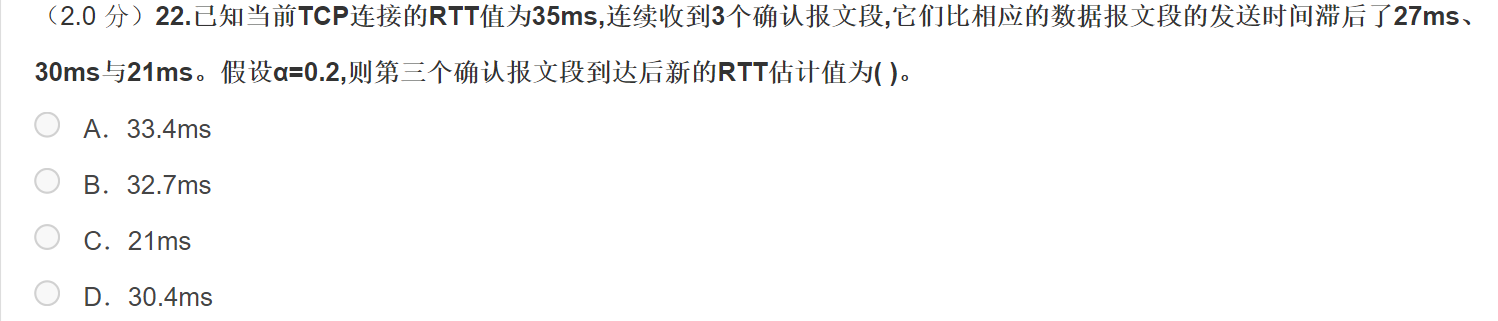 （2.0 分）22.已知当前TCP连接的RTT值为35ms,连续收到3个确认报文段,它们比相应的数据报文段的发送时间滞后了27ms、
30ms与21ms。假设α=0.2,则第三个确认报文段到达后新的RTT估计值为( )。
A. 33.4ms
B. 32.7ms
C. 21ms
D. 30.4ms